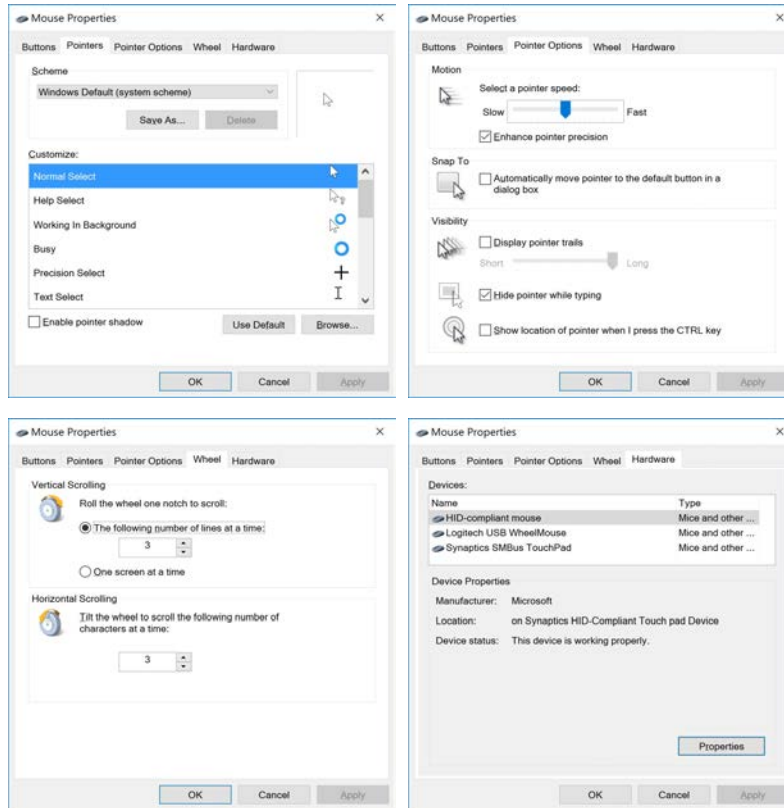 Mouse Properties
Buttons Pointers Pointer Options Wheel Hardware
Scheme
Windows Default (system scheme)
Save As... Delete
Customize:
Normal Select
Help Select
Working In Background
Busy
Precision Select
Text Select
Enable pointer shadow
Use Default Browse...
OK Cancel Apply
Mouse Properties
Buttons Pointers Pointer Options Wheel Hardware
Motion
Select a pointer speed:
Slow Fast
Enhance pointer precision
Snap To
Automatically move pointer to the default button in a
dialog box
Visibility
Display pointer trails
Short Long
Hide pointer while typing
Show location of pointer when I press the CTRL key
OK Cancel Apply
Mouse Properties
Buttons Pointers Pointer Options Wheel Hardware
Vertical Scrolling
Roll the wheel one notch to scroll:
The following number of lines at a time:
3
One screen at a time
Horizontal Scrolling
Tilt the wheel to scroll the following number of
characters at a time:
3
OK Cancel Apply
Mouse Properties
Buttons Pointers Pointer Options Wheel Hardware
Devices:
Name Type
HID-compliant mouse Mice and other ...
Logitech USB WheelMouse Mice and other ...
Synaptics SMBus TouchPad Mice and other ...
Device Properties
Manufacturer: Microsoft
Location: on Synaptics HID-Compliant Touch pad Device
Device status: This device is working properly.
Properties
OK Cancel Apply